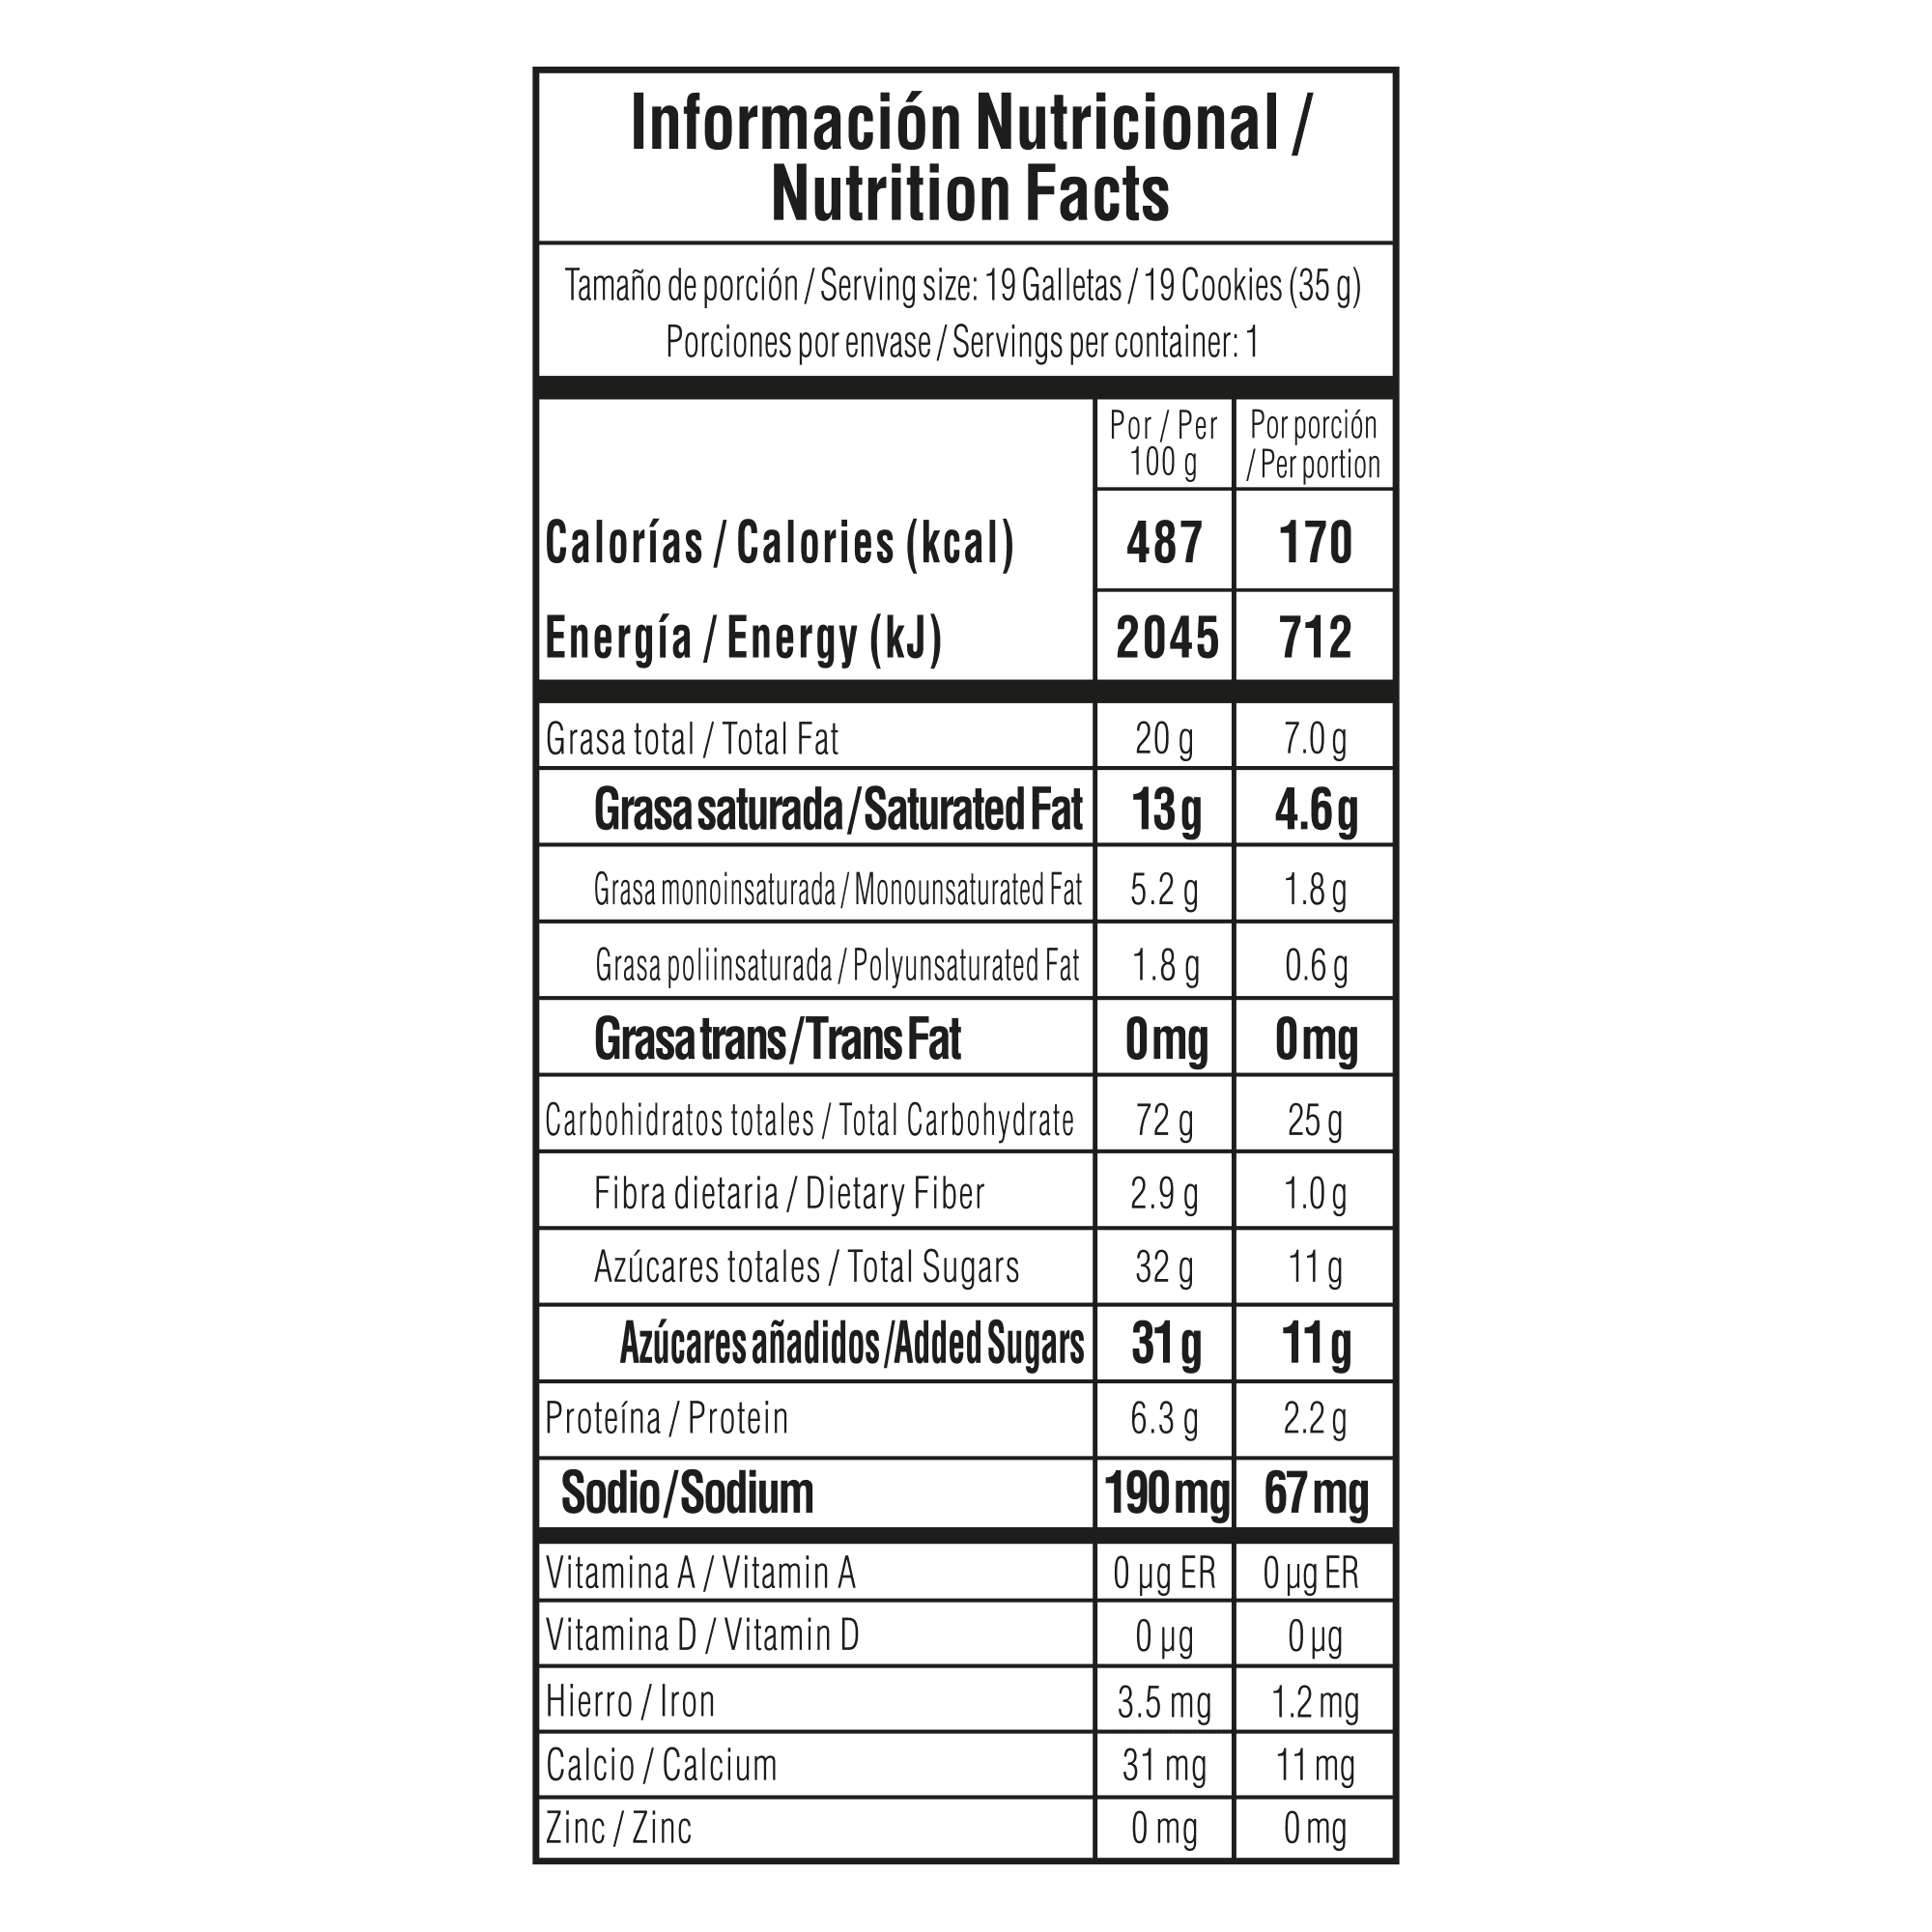 Información Nutricional /
Nutrition Facts
Tamaño de porción / Serving size: 19 Galletas / 19 Cookies (35 g)
Porciones por envase / Servings per container: 1
Por / Per
100 g
Por porción
/ Per portion
Calorías / Calories (kcal) 487 170
Energía / Energy (kJ) 2045 712
Grasa total / Total Fat 20 g 7.0 g
Grasa saturada / Saturated Fat 13 g 4.6 g
Grasa monoinsaturada / Monounsaturated Fat 5.2 g 1.8 g
Grasa poliinsaturada / Polyunsaturated Fat 1.8 g 0.6 g
Grasa trans / Trans Fat 0 mg 0 mg
Carbohidratos totales / Total Carbohydrate 72 g 25 g
Fibra dietaria / Dietary Fiber 2.9 g 1.0 g
Azúcares totales / Total Sugars 32 g 11 g
Azúcares añadidos /Added Sugars 31 g 11 g
Proteína / Protein 6.3 g 2.2 g
Sodio / Sodium 190 mg 67 mg
Vitamina A / Vitamin A 0 µg ER 0 µg ER
Vitamina D / Vitamin D 0 µg 0 µg
Hierro / Iron 3.5 mg 1.2 mg
Calcio / Calcium 31 mg 11 mg
Zinc / Zinc 0 mg 0 mg